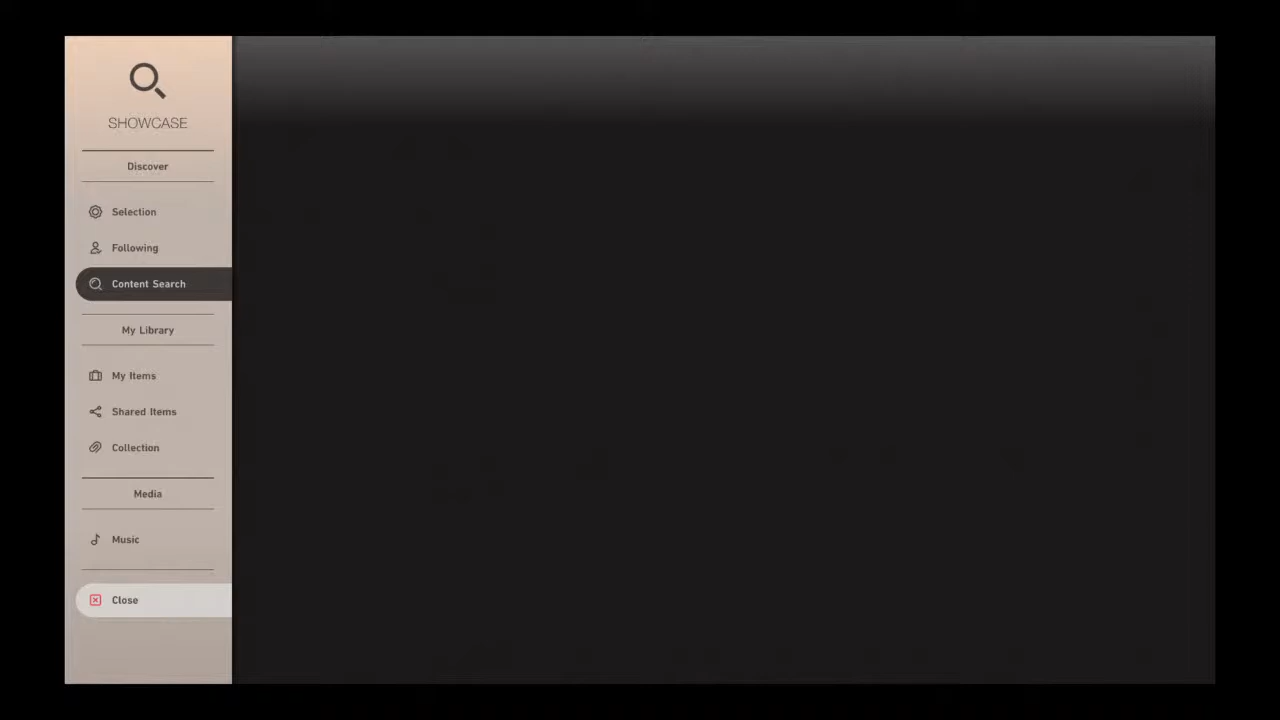 SHOWCASE
Discover
Selection
Following
Content Search
My Library
My Items
Shared Items
Collection
Media
Music
Close